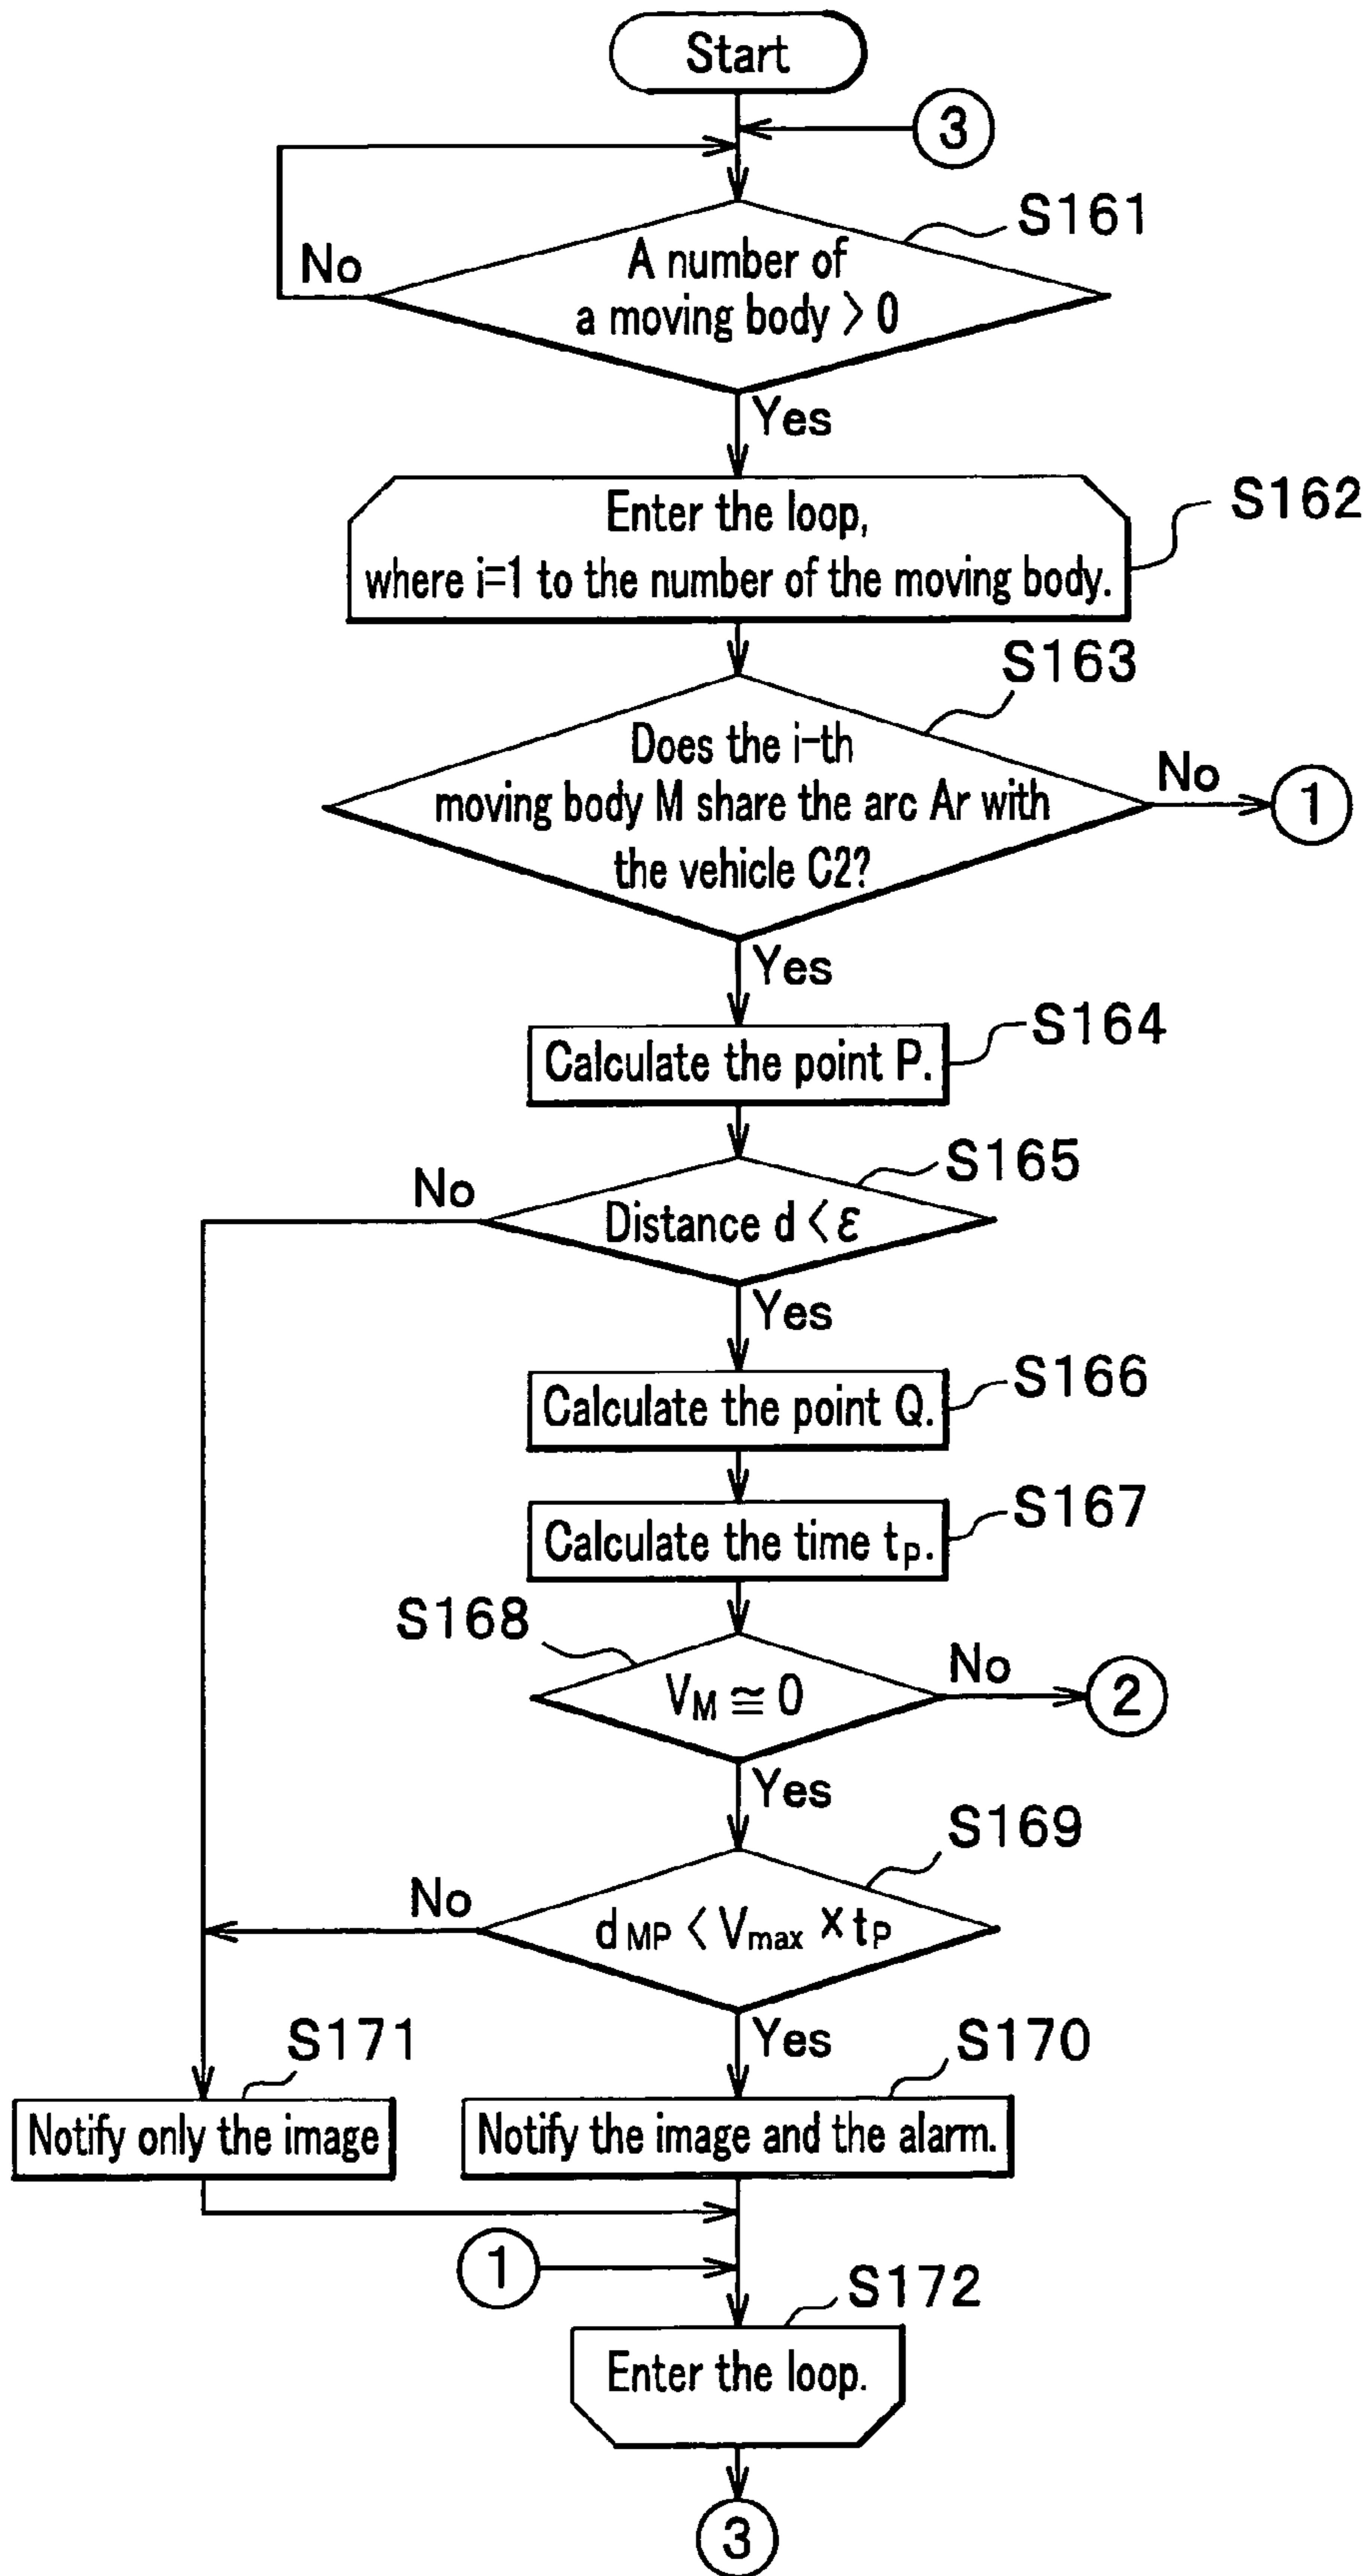 Start
3
S161
No
A number of
a moving body > 0
Yes
S162
Enter the loop,
where i=1 to the number of the moving body.
S163
Does the i-th
moving body M share the arc Ar with
the vehicle C2?
No
1
Yes
S164
Calculate the point P.
S165
No
Distance d < ε
Yes
S166
Calculate the point Q.
S167
Calculate the time tP.
S168
VM ≅ 0
No
2
Yes
S169
No
dMP < Vmax × tP
Yes
S171
S170
Notify only the image
Notify the image and the alarm.
1
S172
Enter the loop.
3